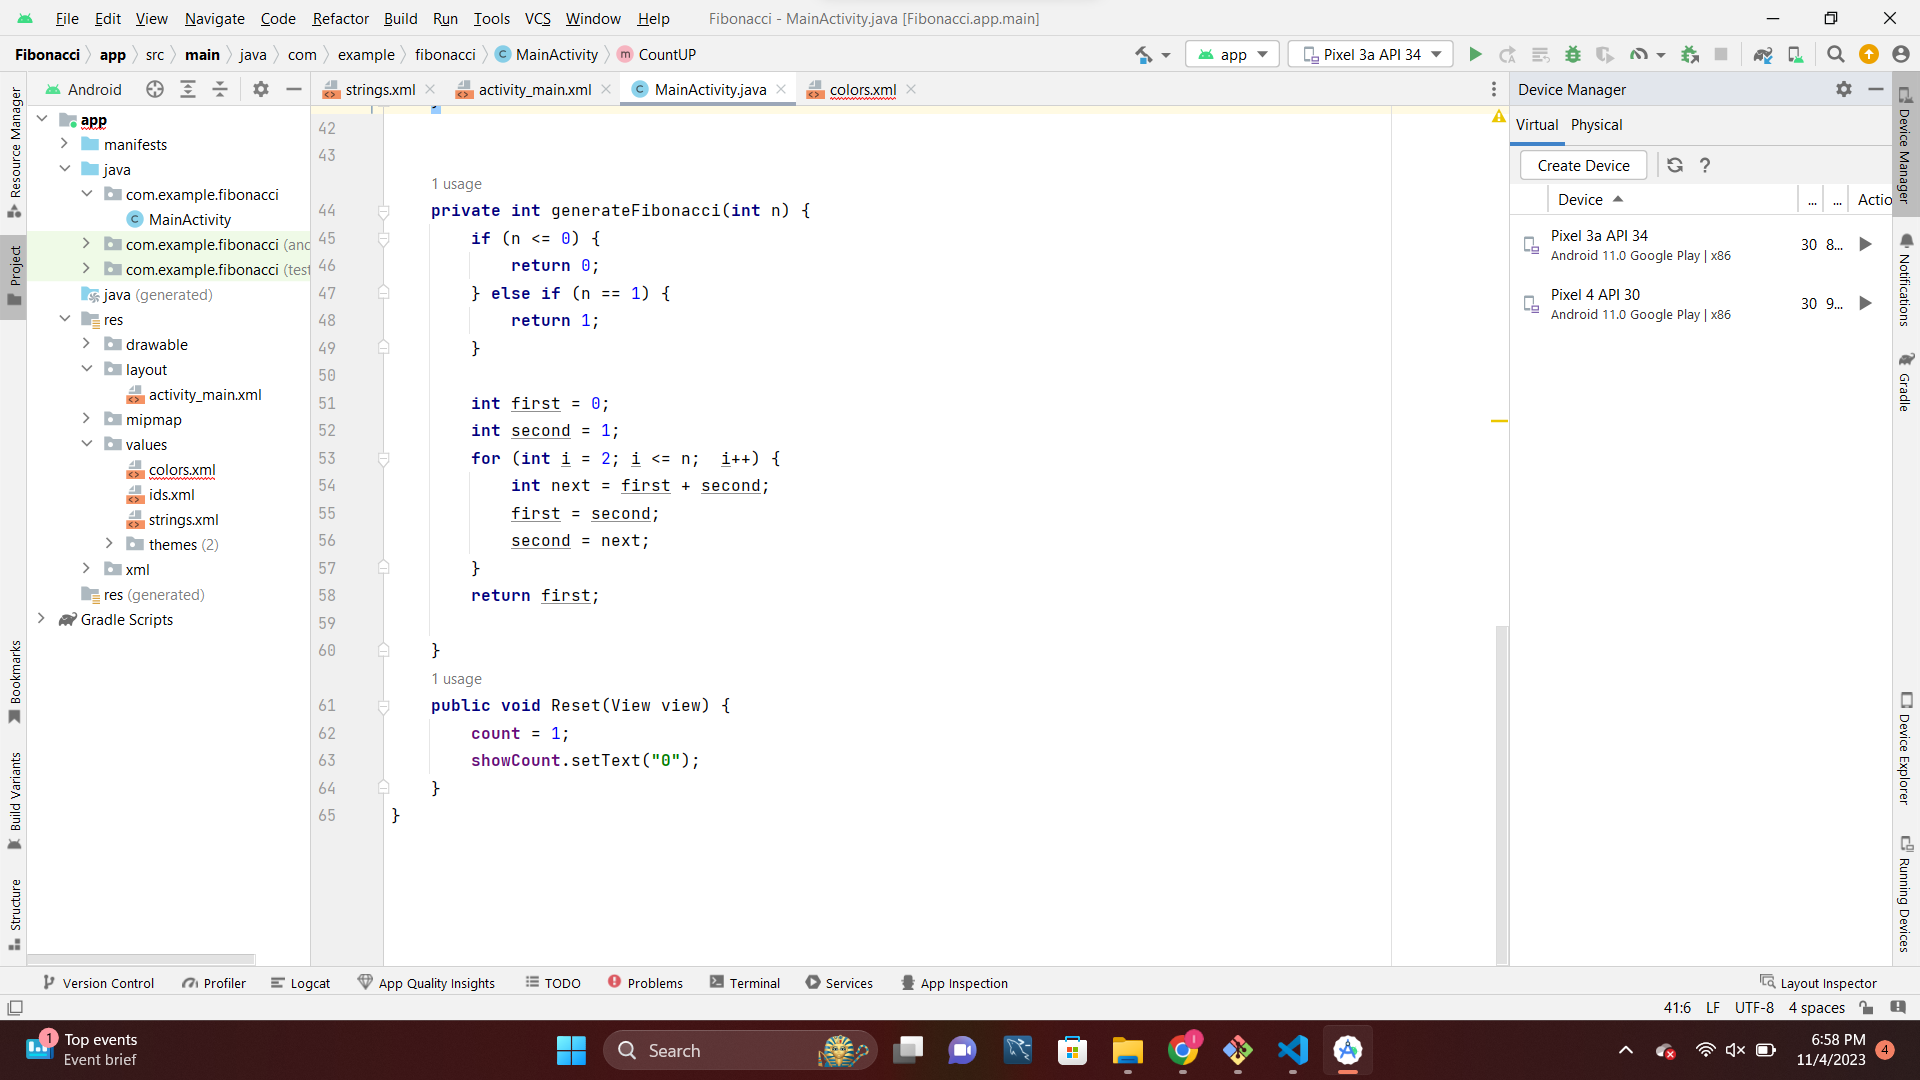 File Edit View Navigate Code Refactor Build Run Tools VCS Window Help Fibonacci - MainActivity.java [Fibonacci.app.main]
Fibonacci app src main java com example fibonacci MainActivity CountUP app Pixel 3a API 34
Android strings.xml activity_main.xml MainActivity.java colors.xml Device Manager
Resource Manager
Project
Bookmarks
Build Variants
Structure
app
manifests
java
com.example.fibonacci
MainActivity
com.example.fibonacci (anc
com.example.fibonacci (test
java (generated)
res
drawable
layout
activity_main.xml
mipmap
values
colors.xml
ids.xml
strings.xml
themes (2)
xml
res (generated)
Gradle Scripts
42
43
1 usage
44 private int generateFibonacci(int n) {
45 if (n <= 0) {
46 return 0;
47 } else if (n == 1) {
48 return 1;
49 }
50
51 int first = 0;
52 int second = 1;
53 for (int i = 2; i <= n;  i++) {
54 int next = first + second;
55 first = second;
56 second = next;
57 }
58 return first;
59
60 }
1 usage
61 public void Reset(View view) {
62 count = 1;
63 showCount.setText("0");
64 }
65 }
Virtual Physical
Create Device ?
Device ... ... Actio
Pixel 3a API 34 30 8...
Android 11.0 Google Play | x86
Pixel 4 API 30 30 9...
Android 11.0 Google Play | x86
Device Manager
Notifications
Gradle
Device Explorer
Running Devices
Version Control Profiler Logcat App Quality Insights TODO Problems Terminal Services App Inspection Layout Inspector
41:6 LF UTF-8 4 spaces
1 Top events
Event brief
Search
6:58 PM
11/4/2023
4